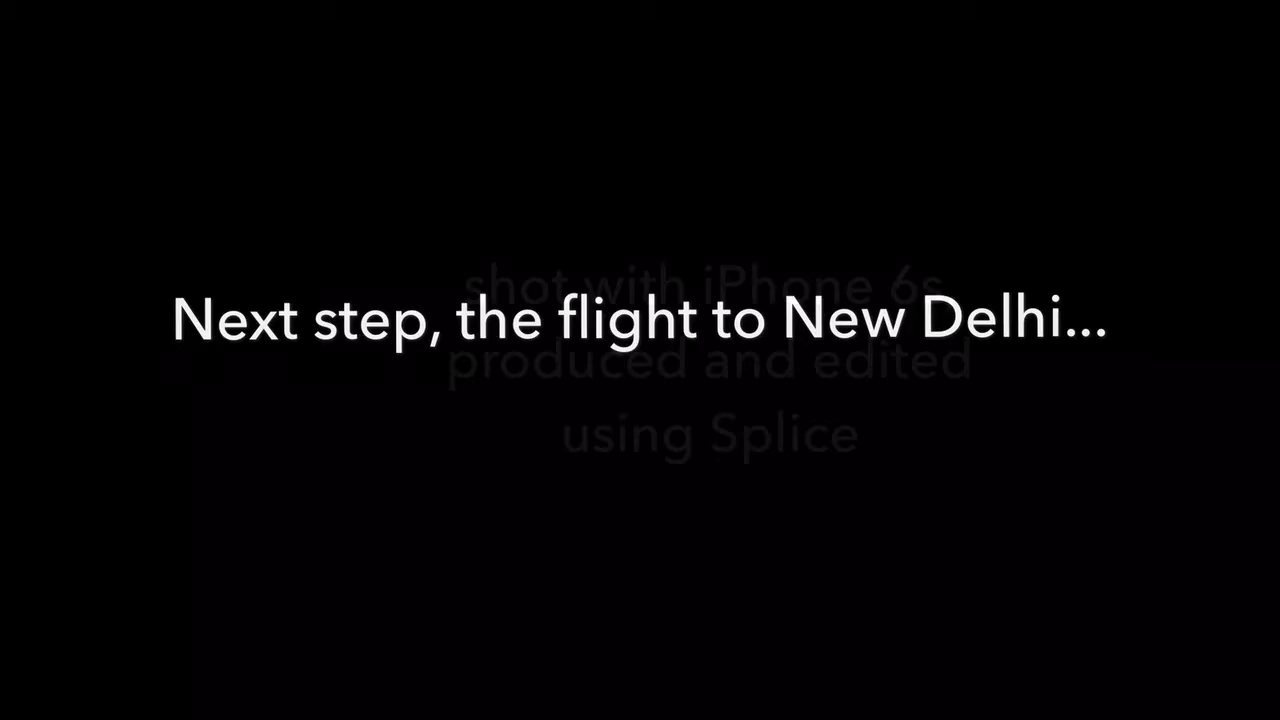 Next step, the flight to New Delhi...
shot with iPhone 6s
produced and edited
using Splice